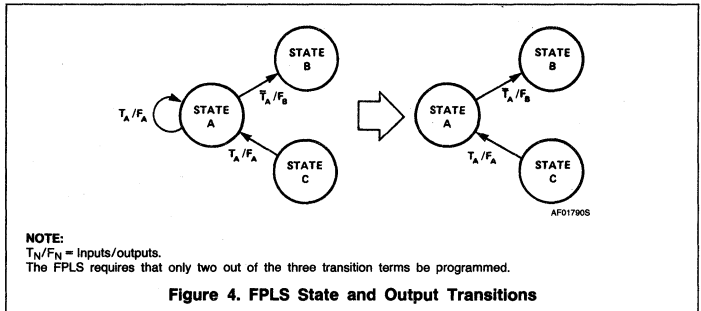 STATE
B
T̄A/FB
TA/FA
STATE
A
TA/FA
STATE
C
STATE
B
T̄A/FB
STATE
A
TA/FA
STATE
C
AF01790S
NOTE:
TN/FN = Inputs/outputs.
The FPLS requires that only two out of the three transition terms be programmed.
Figure 4. FPLS State and Output Transitions